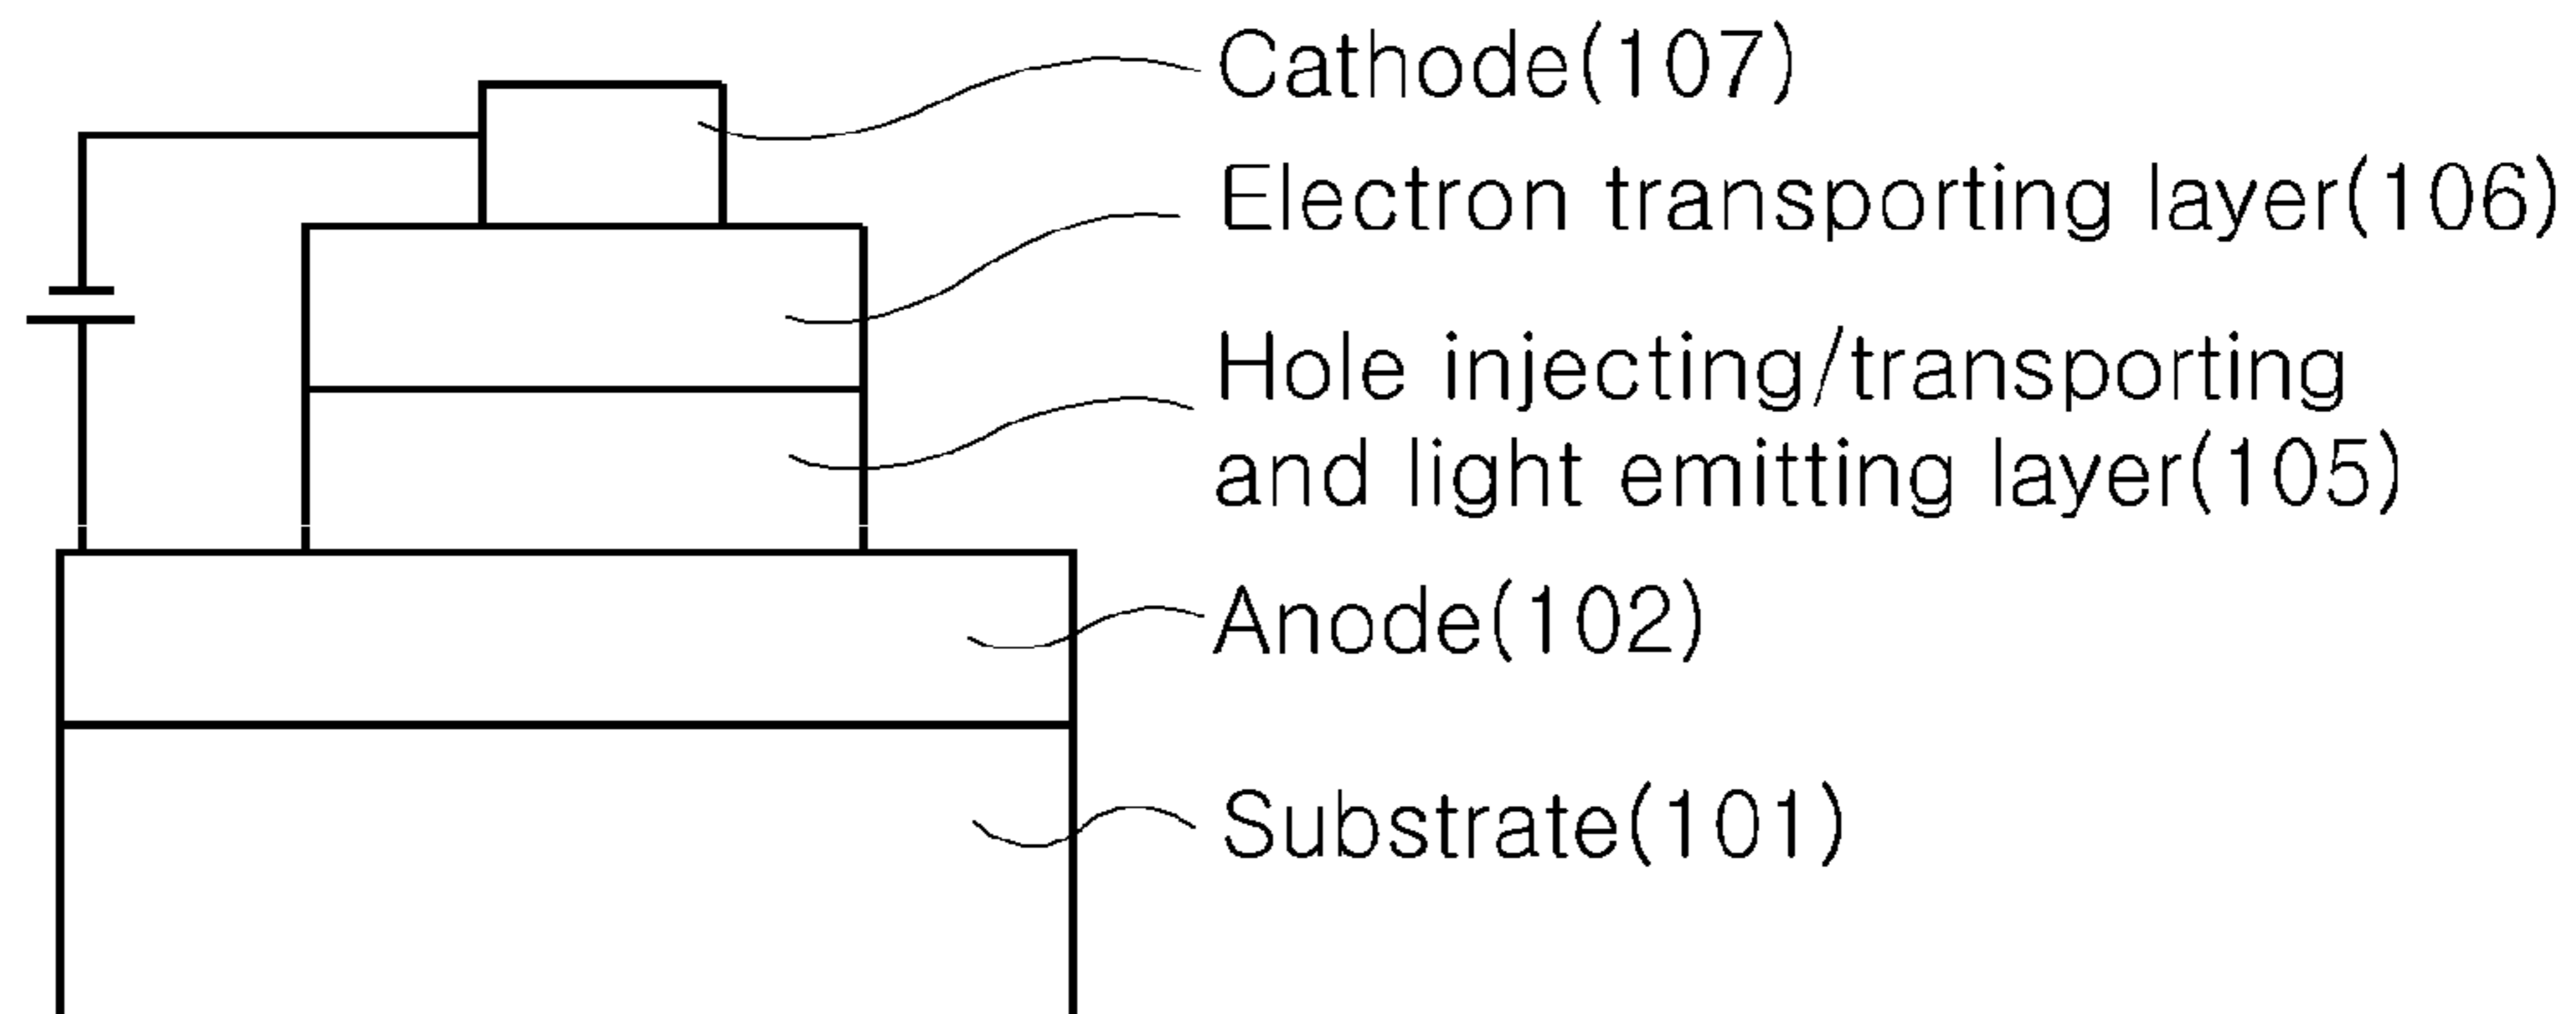 Cathode(107)
Electron transporting layer(106)
Hole injecting/transporting
and light emitting layer(105)
Anode(102)
Substrate(101)